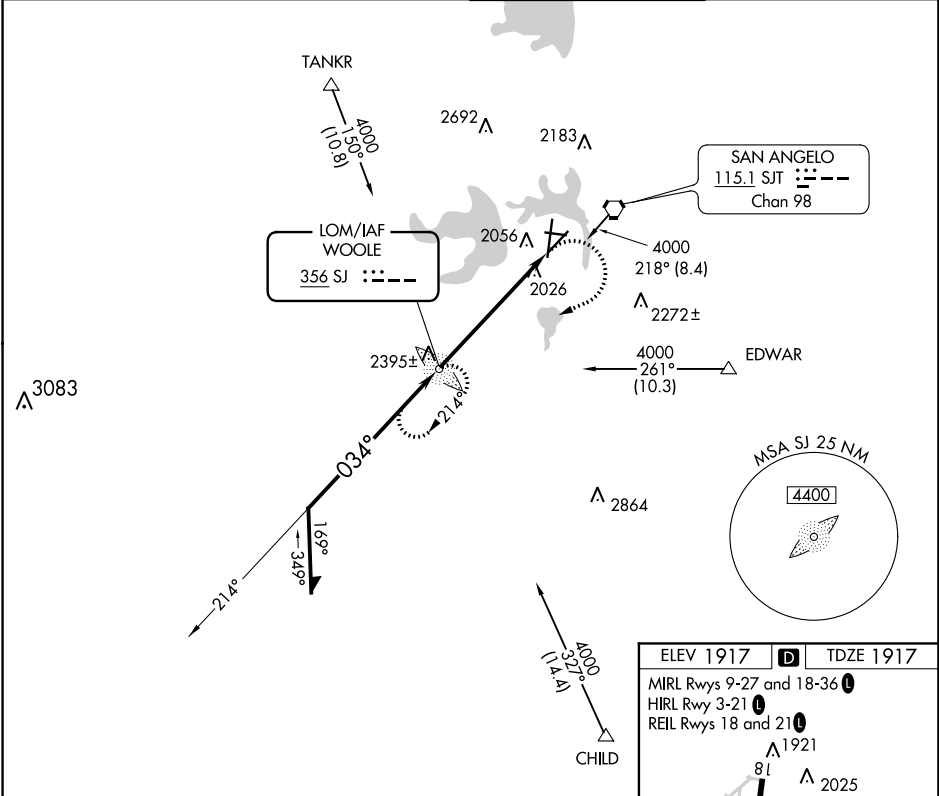 TANKR
4000
150°
(10.8)
2692
2183
SAN ANGELO
115.1 SJT
Chan 98
LOM/IAF
WOOLE
356 SJ
2056
4000
218° (8.4)
2026
2272±
2395±
4000
261°
(10.3)
EDWAR
3083
214°
034°
MSA SJ 25 NM
4400
2864
169°
349°
214°
4000
327°
(14.4)
CHILD
ELEV 1917 D TDZE 1917
MIRL Rwys 9-27 and 18-36 L
HIRL Rwy 3-21 L
REIL Rwys 18 and 21 L
1921
18
2025